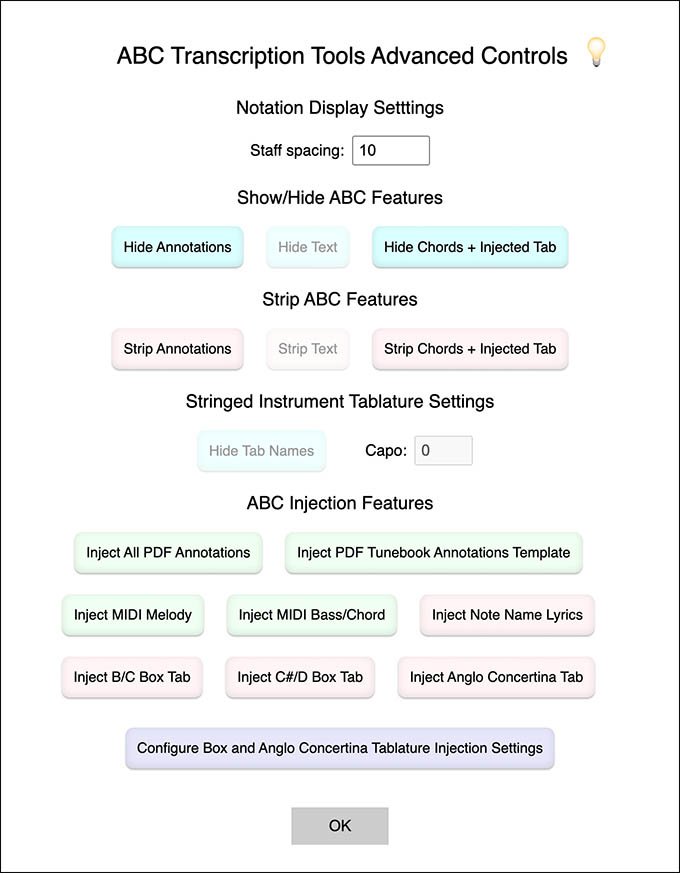 ABC Transcription Tools Advanced Controls
Notation Display Setttings
Staff spacing: 10
Show/Hide ABC Features
Hide Annotations Hide Text Hide Chords + Injected Tab
Strip ABC Features
Strip Annotations Strip Text Strip Chords + Injected Tab
Stringed Instrument Tablature Settings
Hide Tab Names Capo: 0
ABC Injection Features
Inject All PDF Annotations Inject PDF Tunebook Annotations Template
Inject MIDI Melody Inject MIDI Bass/Chord Inject Note Name Lyrics
Inject B/C Box Tab Inject C#/D Box Tab Inject Anglo Concertina Tab
Configure Box and Anglo Concertina Tablature Injection Settings
OK